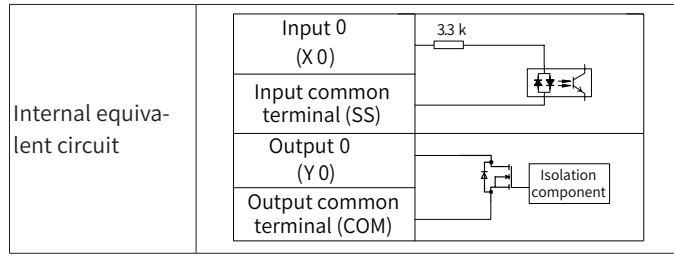 Internal equiva-
lent circuit
Input 0
(X 0)
3.3 k
Input common
terminal (SS)
Output 0
(Y 0)
Isolation
component
Output common
terminal (COM)